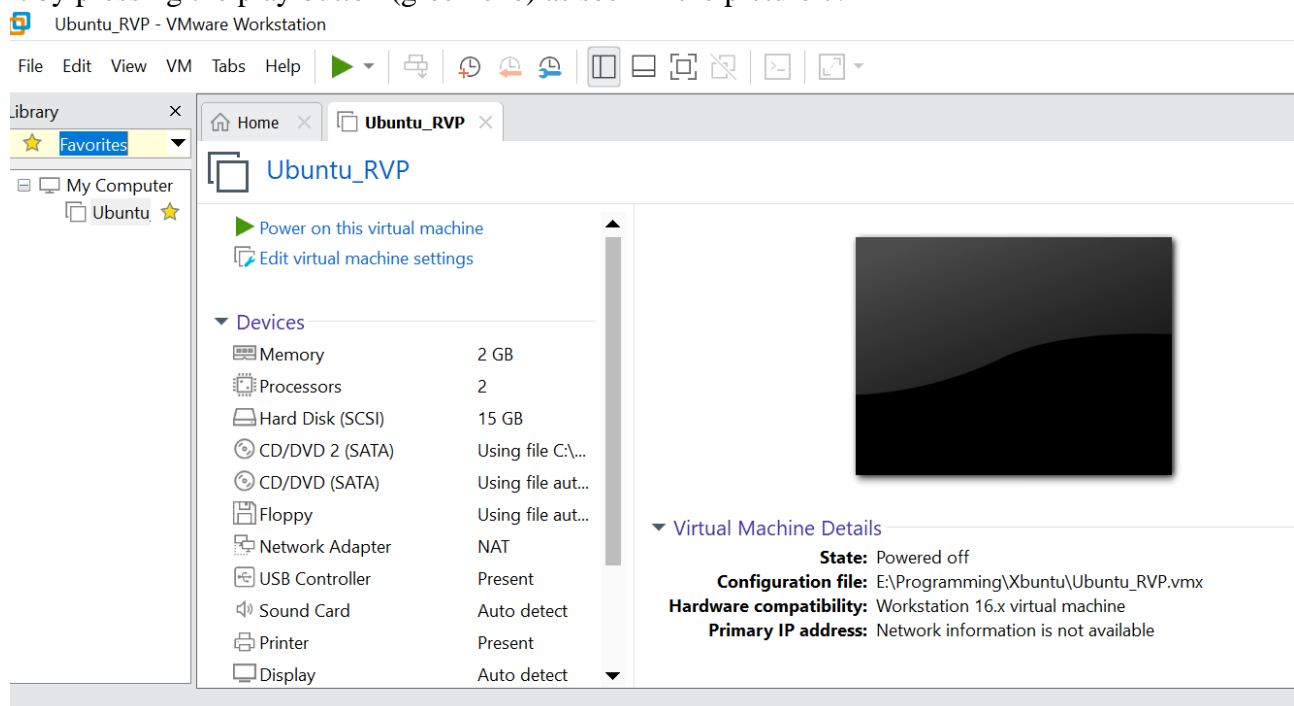 Ubuntu_RVP - VMware Workstation
File Edit View VM Tabs Help
Library
Home
Ubuntu_RVP
Favorites
My Computer
Ubuntu
Ubuntu_RVP
Power on this virtual machine
Edit virtual machine settings
Devices
Memory 2 GB
Processors 2
Hard Disk (SCSI) 15 GB
CD/DVD 2 (SATA) Using file C:\...
CD/DVD (SATA) Using file aut...
Floppy Using file aut...
Network Adapter NAT
USB Controller Present
Sound Card Auto detect
Printer Present
Display Auto detect
Virtual Machine Details
State: Powered off
Configuration file: E:\Programming\Xbuntu\Ubuntu_RVP.vmx
Hardware compatibility: Workstation 16.x virtual machine
Primary IP address: Network information is not available